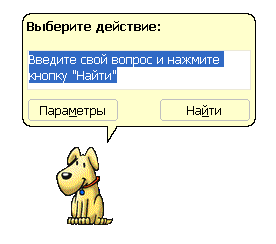 Выберите действие:
Введите свой вопрос и нажмите
кнопку "Найти"
Параметры
Найти